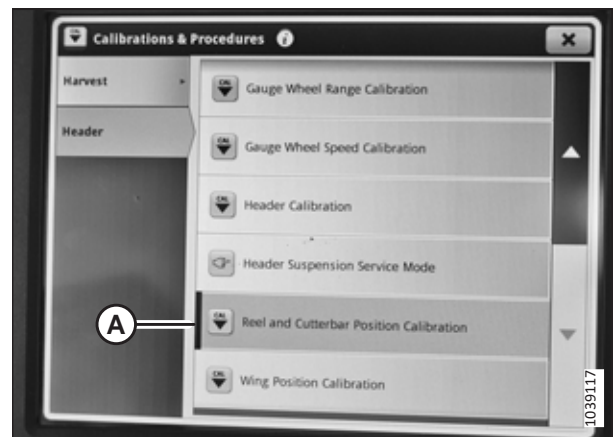 Calibrations & Procedures
Harvest
Header
Gauge Wheel Range Calibration
Gauge Wheel Speed Calibration
Header Calibration
Header Suspension Service Mode
A
Reel and Cutterbar Position Calibration
Wing Position Calibration
1039117